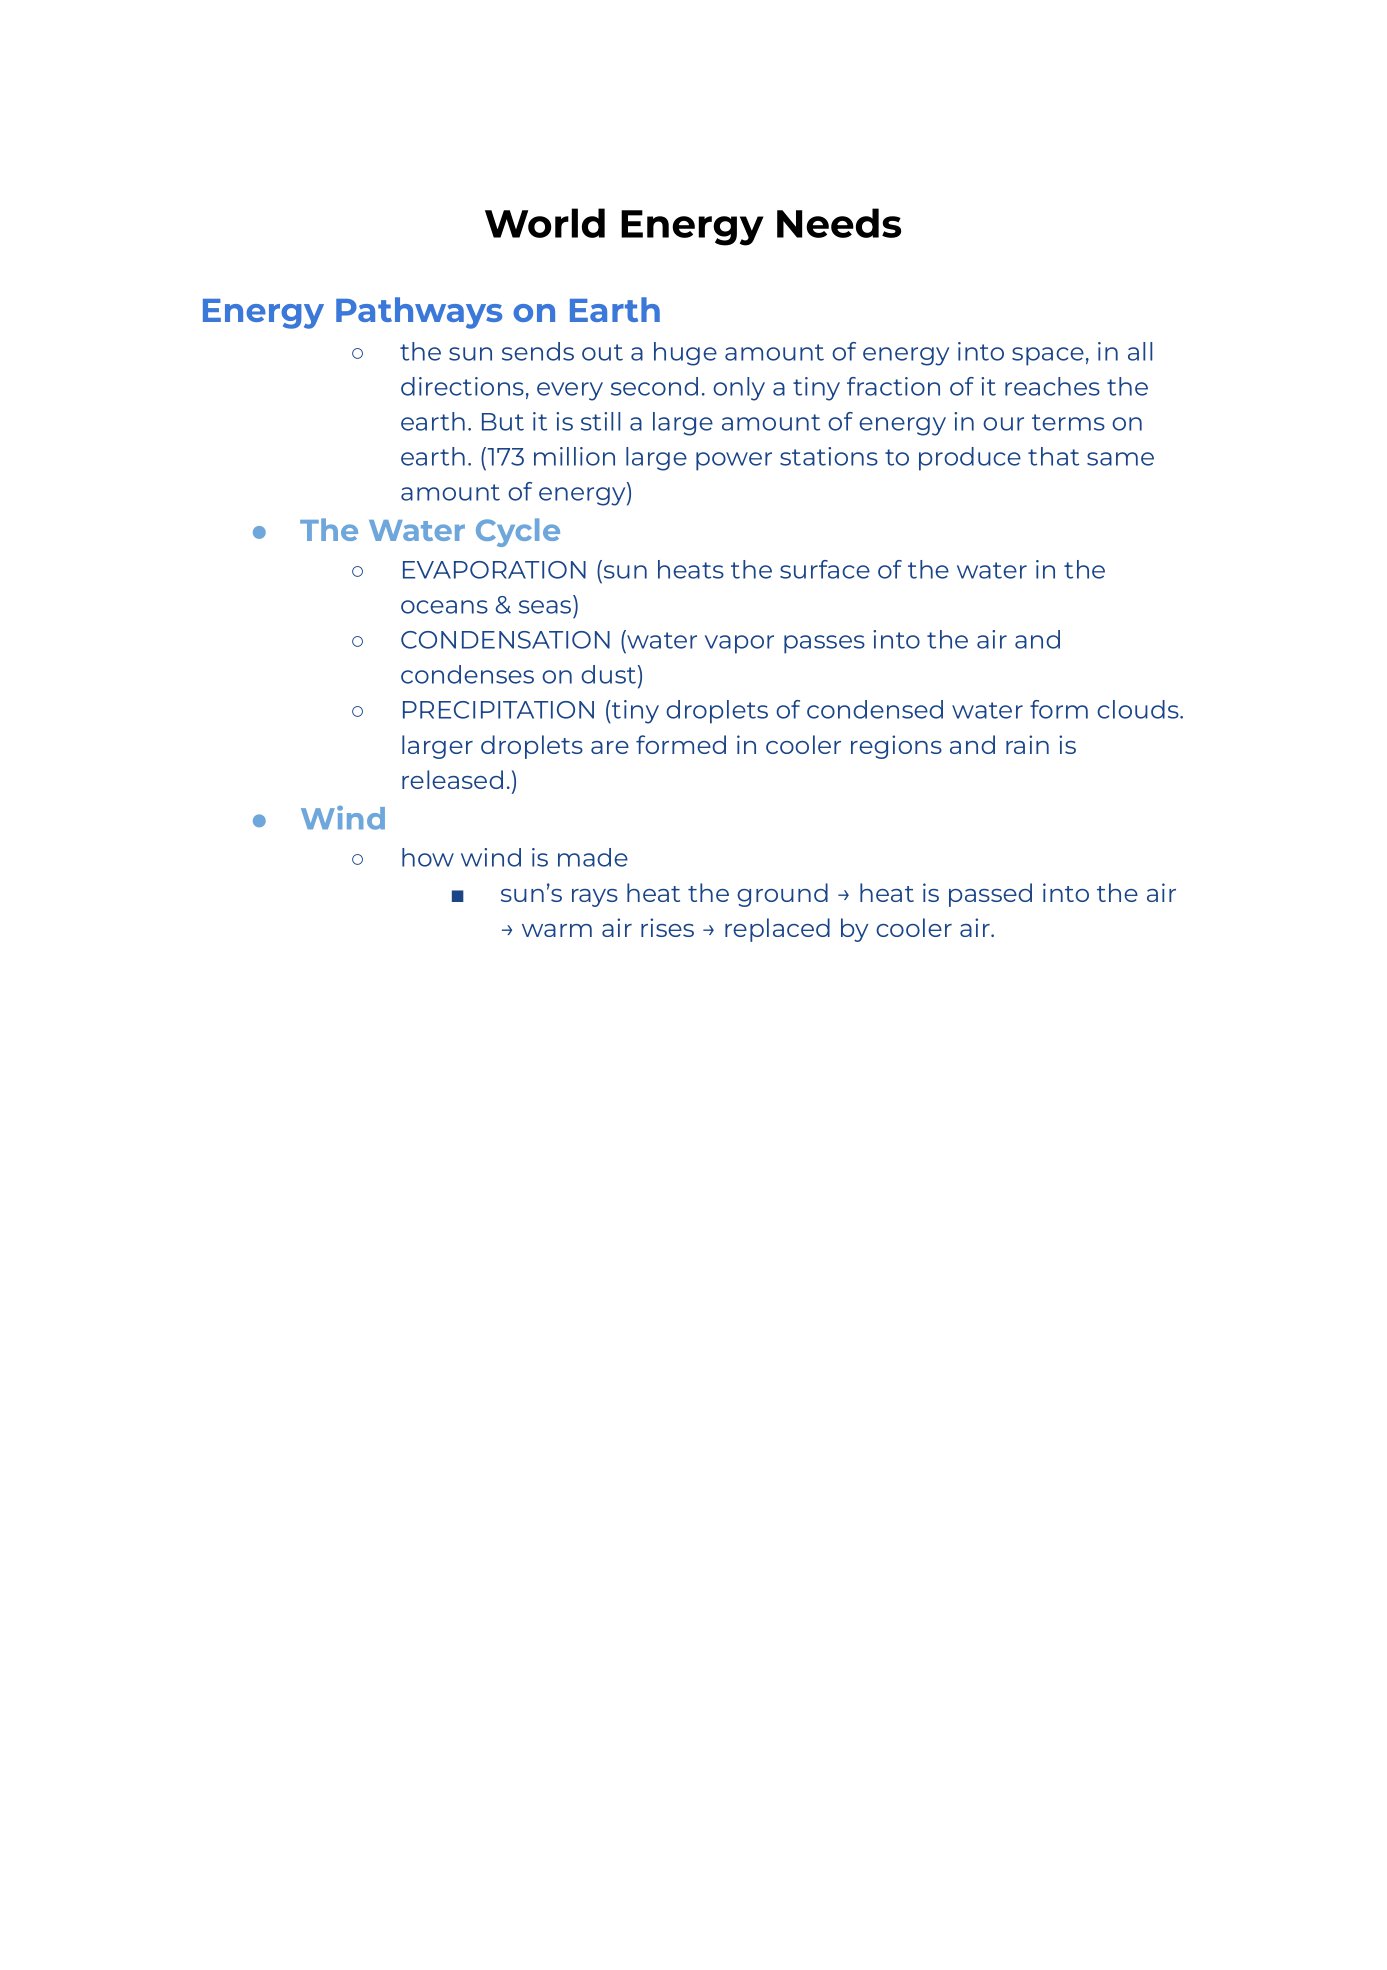 World Energy Needs
Energy Pathways on Earth
○ the sun sends out a huge amount of energy into space, in all
directions, every second. only a tiny fraction of it reaches the
earth. But it is still a large amount of energy in our terms on
earth. (173 million large power stations to produce that same
amount of energy)
● The Water Cycle
○ EVAPORATION (sun heats the surface of the water in the
oceans & seas)
○ CONDENSATION (water vapor passes into the air and
condenses on dust)
○ PRECIPITATION (tiny droplets of condensed water form clouds.
larger droplets are formed in cooler regions and rain is
released.)
● Wind
○ how wind is made
■ sun’s rays heat the ground → heat is passed into the air
→ warm air rises → replaced by cooler air.